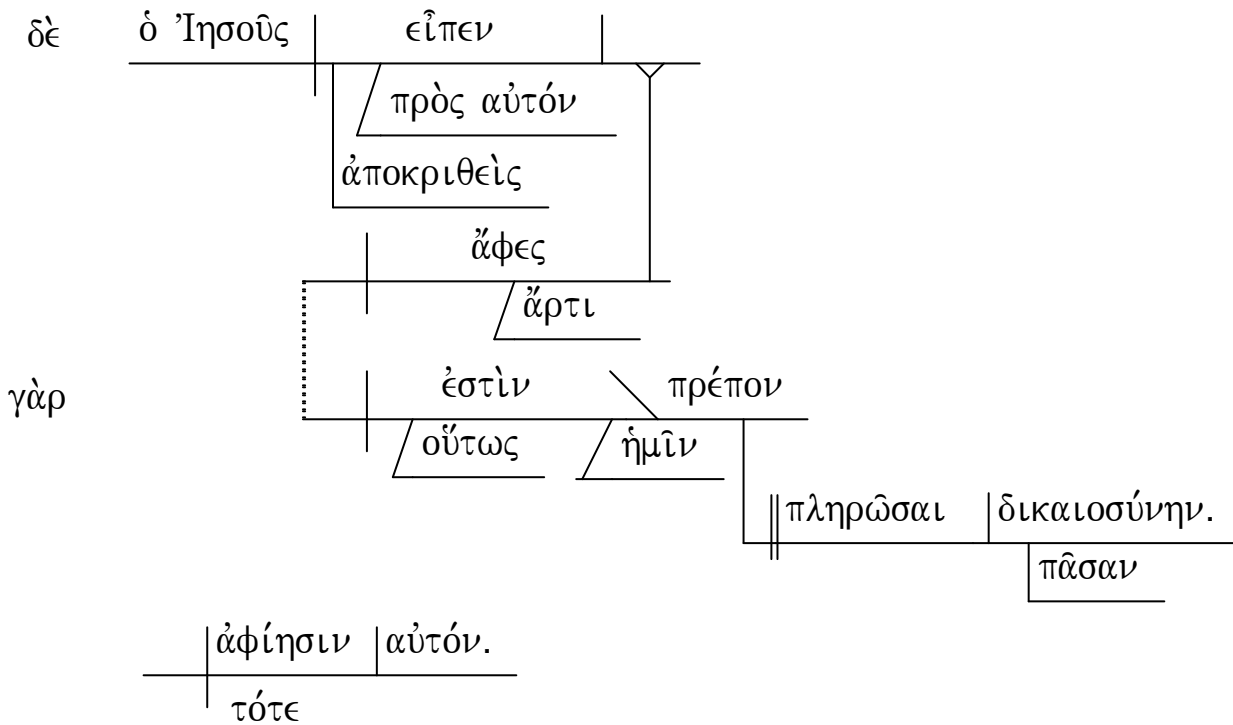 δὲ ὁ Ἰησοῦς εἶπεν
πρὸς αὐτόν
ἀποκριθεὶς
ἄφες
ἄρτι
γὰρ ἐστὶν πρέπον
οὕτως ἡμῖν
πληρῶσαι δικαιοσύνην.
πᾶσαν
ἀφίησιν αὐτόν.
τότε